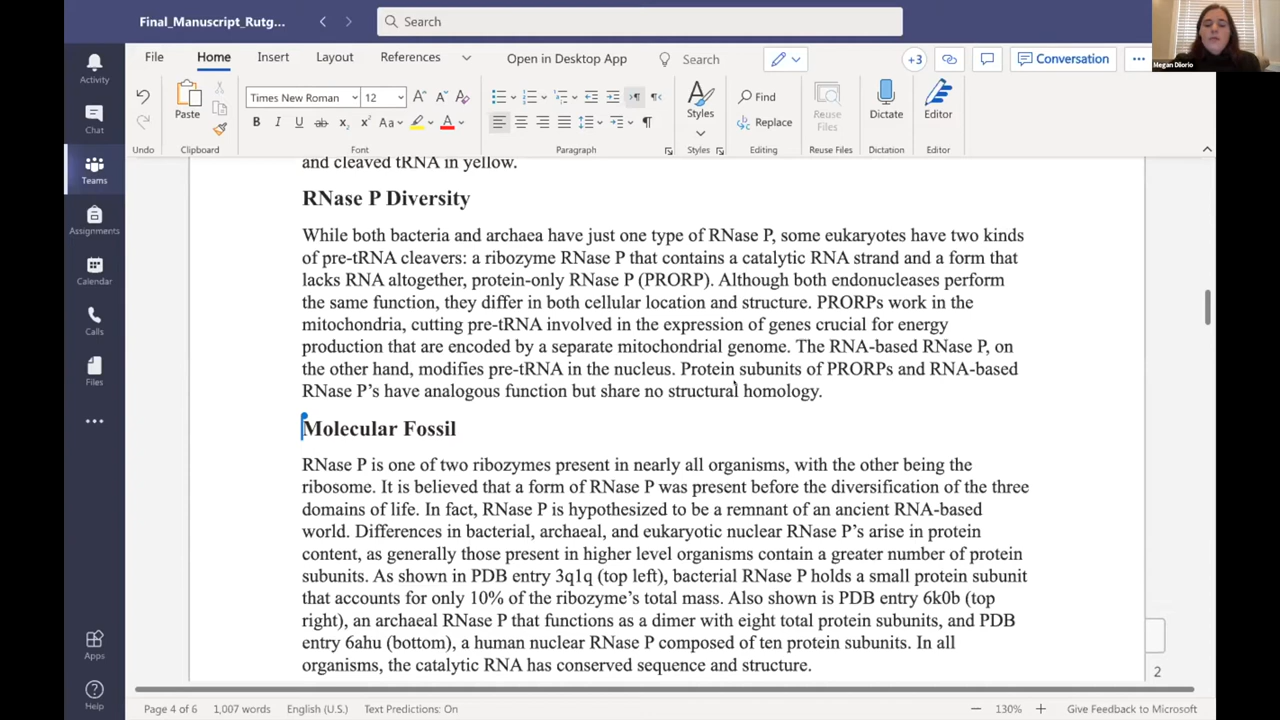 Final_Manuscript_Rutg...
Search
Megan DiIorio
Activity
Chat
Teams
Assignments
Calendar
Calls
Files
Apps
Help
File
Home
Insert
Layout
References
Open in Desktop App
Search
+3
Conversation
Undo
Paste
Clipboard
Times New Roman
12
Font
Paragraph
Styles
Styles
Find
Replace
Editing
Reuse
Files
Reuse Files
Dictate
Dictation
Editor
Editor
and cleaved tRNA in yellow.
RNase P Diversity
While both bacteria and archaea have just one type of RNase P, some eukaryotes have two kinds
of pre-tRNA cleavers: a ribozyme RNase P that contains a catalytic RNA strand and a form that
lacks RNA altogether, protein-only RNase P (PRORP). Although both endonucleases perform
the same function, they differ in both cellular location and structure. PRORPs work in the
mitochondria, cutting pre-tRNA involved in the expression of genes crucial for energy
production that are encoded by a separate mitochondrial genome. The RNA-based RNase P, on
the other hand, modifies pre-tRNA in the nucleus. Protein subunits of PRORPs and RNA-based
RNase P’s have analogous function but share no structural homology.
Molecular Fossil
RNase P is one of two ribozymes present in nearly all organisms, with the other being the
ribosome. It is believed that a form of RNase P was present before the diversification of the three
domains of life. In fact, RNase P is hypothesized to be a remnant of an ancient RNA-based
world. Differences in bacterial, archaeal, and eukaryotic nuclear RNase P’s arise in protein
content, as generally those present in higher level organisms contain a greater number of protein
subunits. As shown in PDB entry 3q1q (top left), bacterial RNase P holds a small protein subunit
that accounts for only 10% of the ribozyme’s total mass. Also shown is PDB entry 6k0b (top
right), an archaeal RNase P that functions as a dimer with eight total protein subunits, and PDB
entry 6ahu (bottom), a human nuclear RNase P composed of ten protein subunits. In all
organisms, the catalytic RNA has conserved sequence and structure.
2
Page 4 of 6
1,007 words
English (U.S.)
Text Predictions: On
130%
Give Feedback to Microsoft